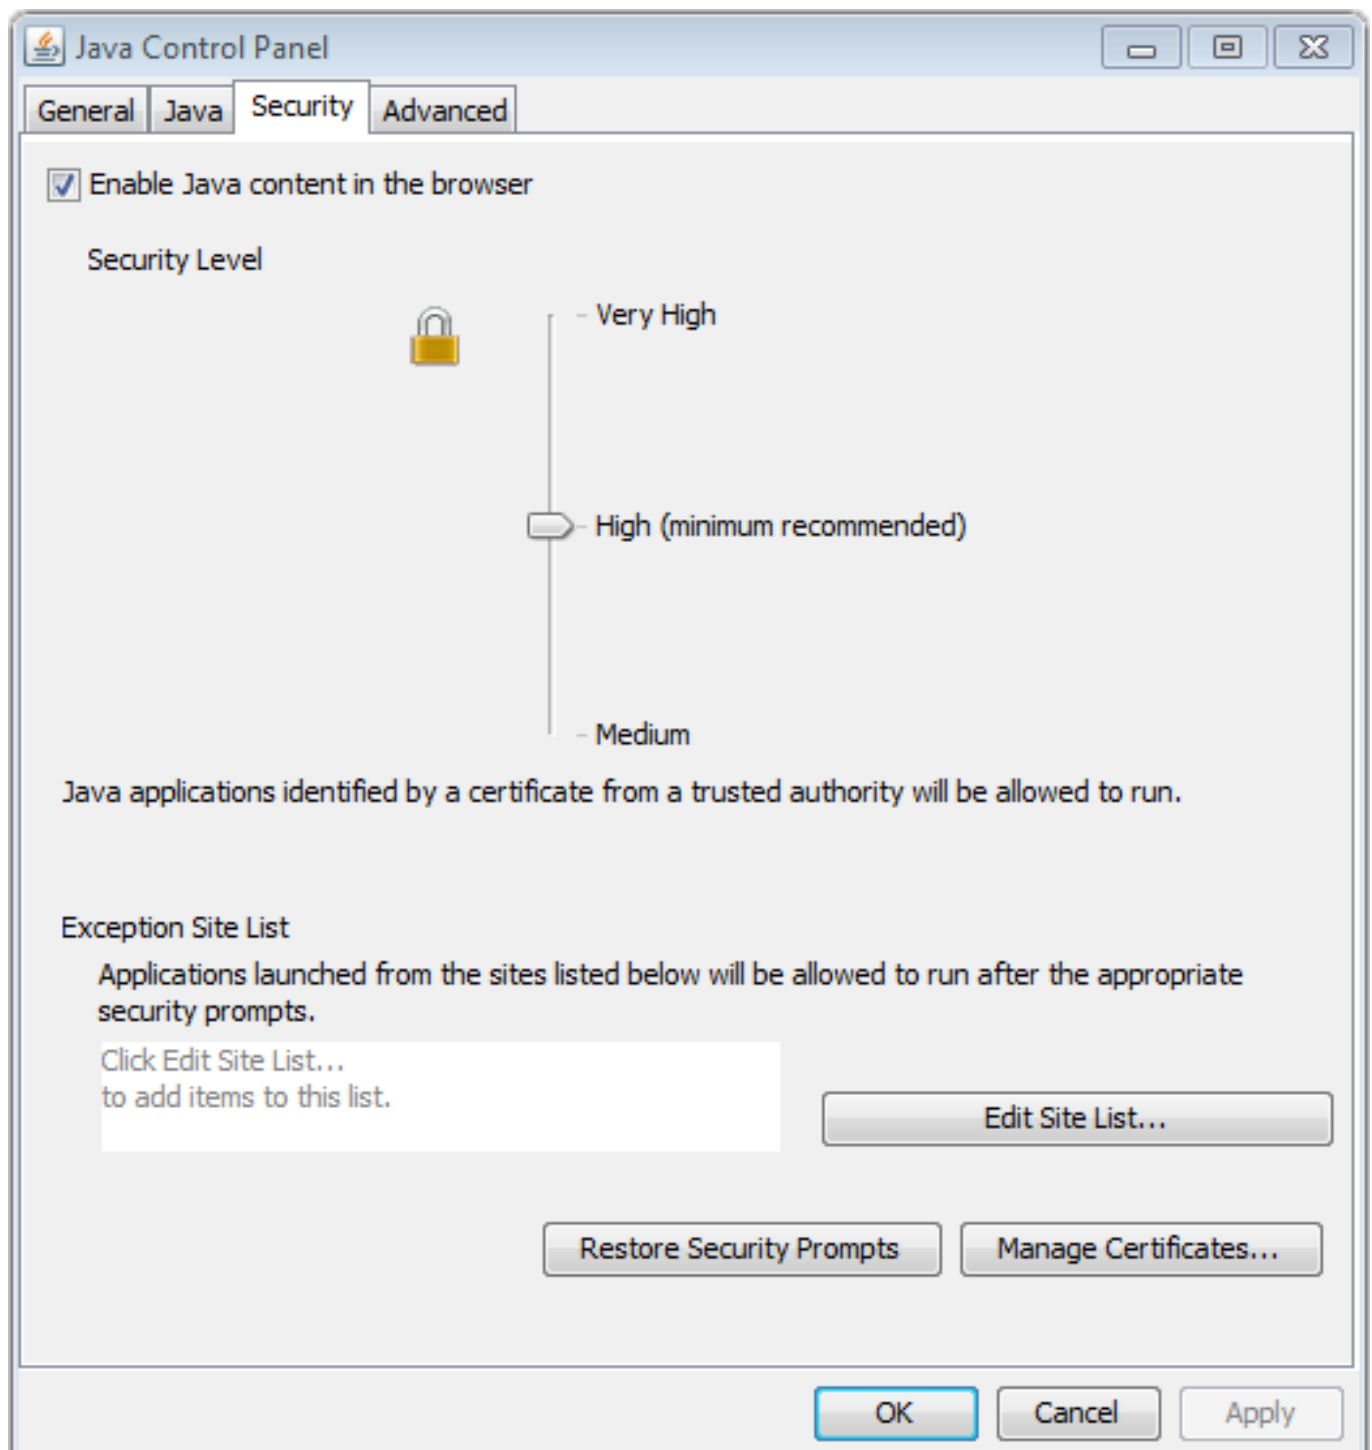 Java Control Panel
General Java Security Advanced
Enable Java content in the browser
Security Level
Very High
High (minimum recommended)
Medium
Java applications identified by a certificate from a trusted authority will be allowed to run.
Exception Site List
Applications launched from the sites listed below will be allowed to run after the appropriate
security prompts.
Click Edit Site List...
to add items to this list.
Edit Site List...
Restore Security Prompts Manage Certificates...
OK Cancel Apply